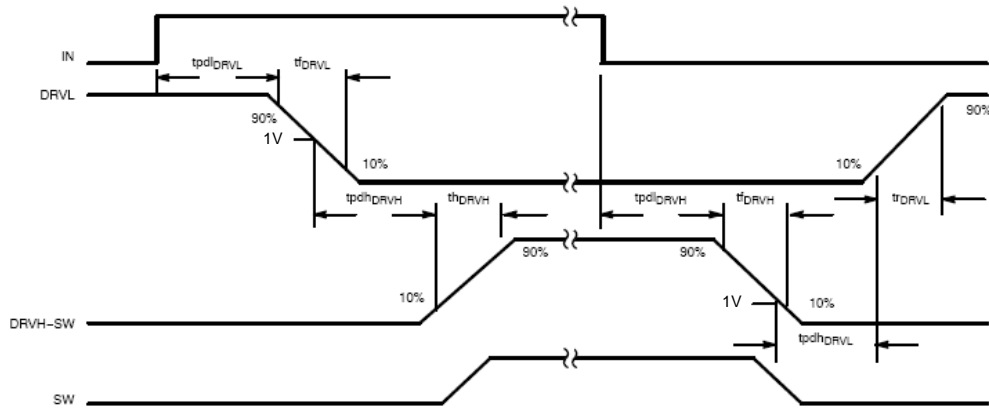 IN
tpdlDRVL
tfDRVL
DRVL
90%
90%
1V
10%
10%
tpdhDRVH
thDRVH
tpdlDRVH
tfDRVH
trDRVL
90%
90%
10%
1V
10%
DRVH-SW
tpdhDRVL
SW